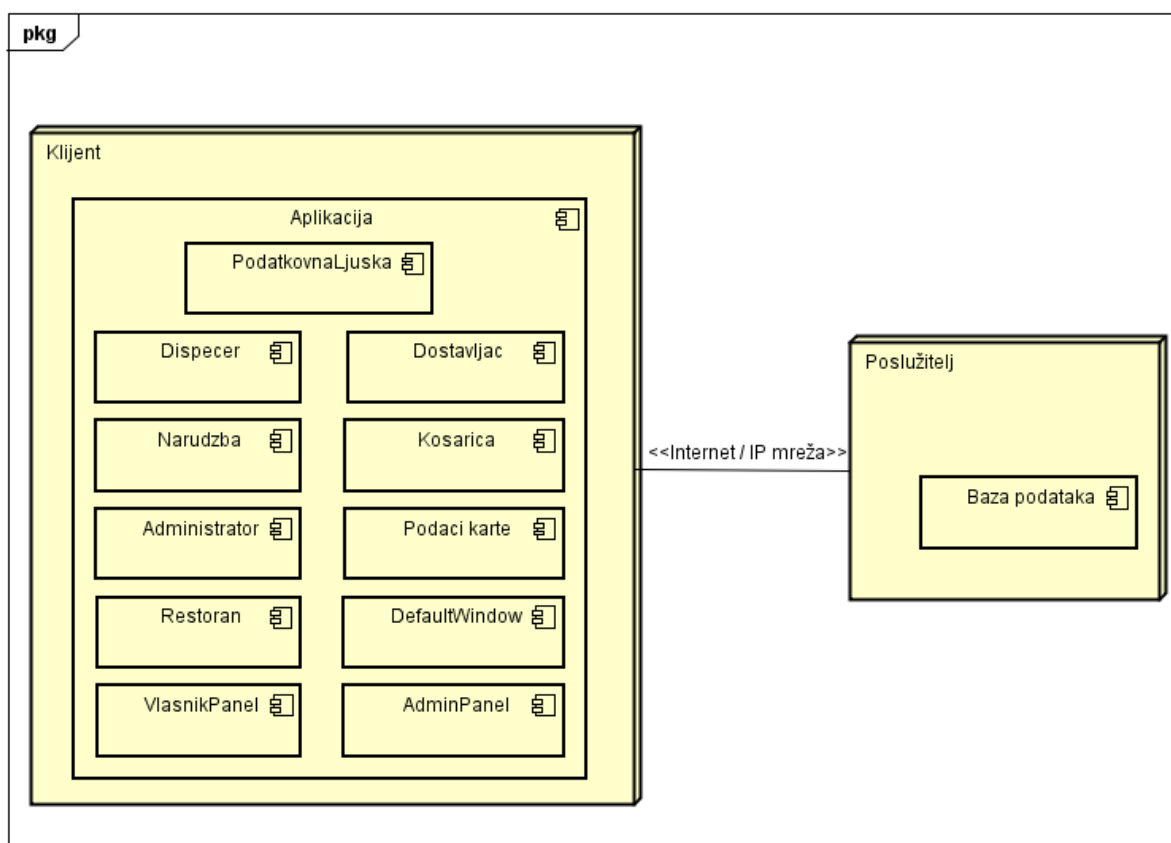 pkg
Klijent
Aplikacija
PodatkovnaLjuska
Dispecer
Dostavljac
Narudzba
Kosarica
Administrator
Podaci karte
Restoran
DefaultWindow
VlasnikPanel
AdminPanel
<<Internet / IP mreža>>
Poslužitelj
Baza podataka